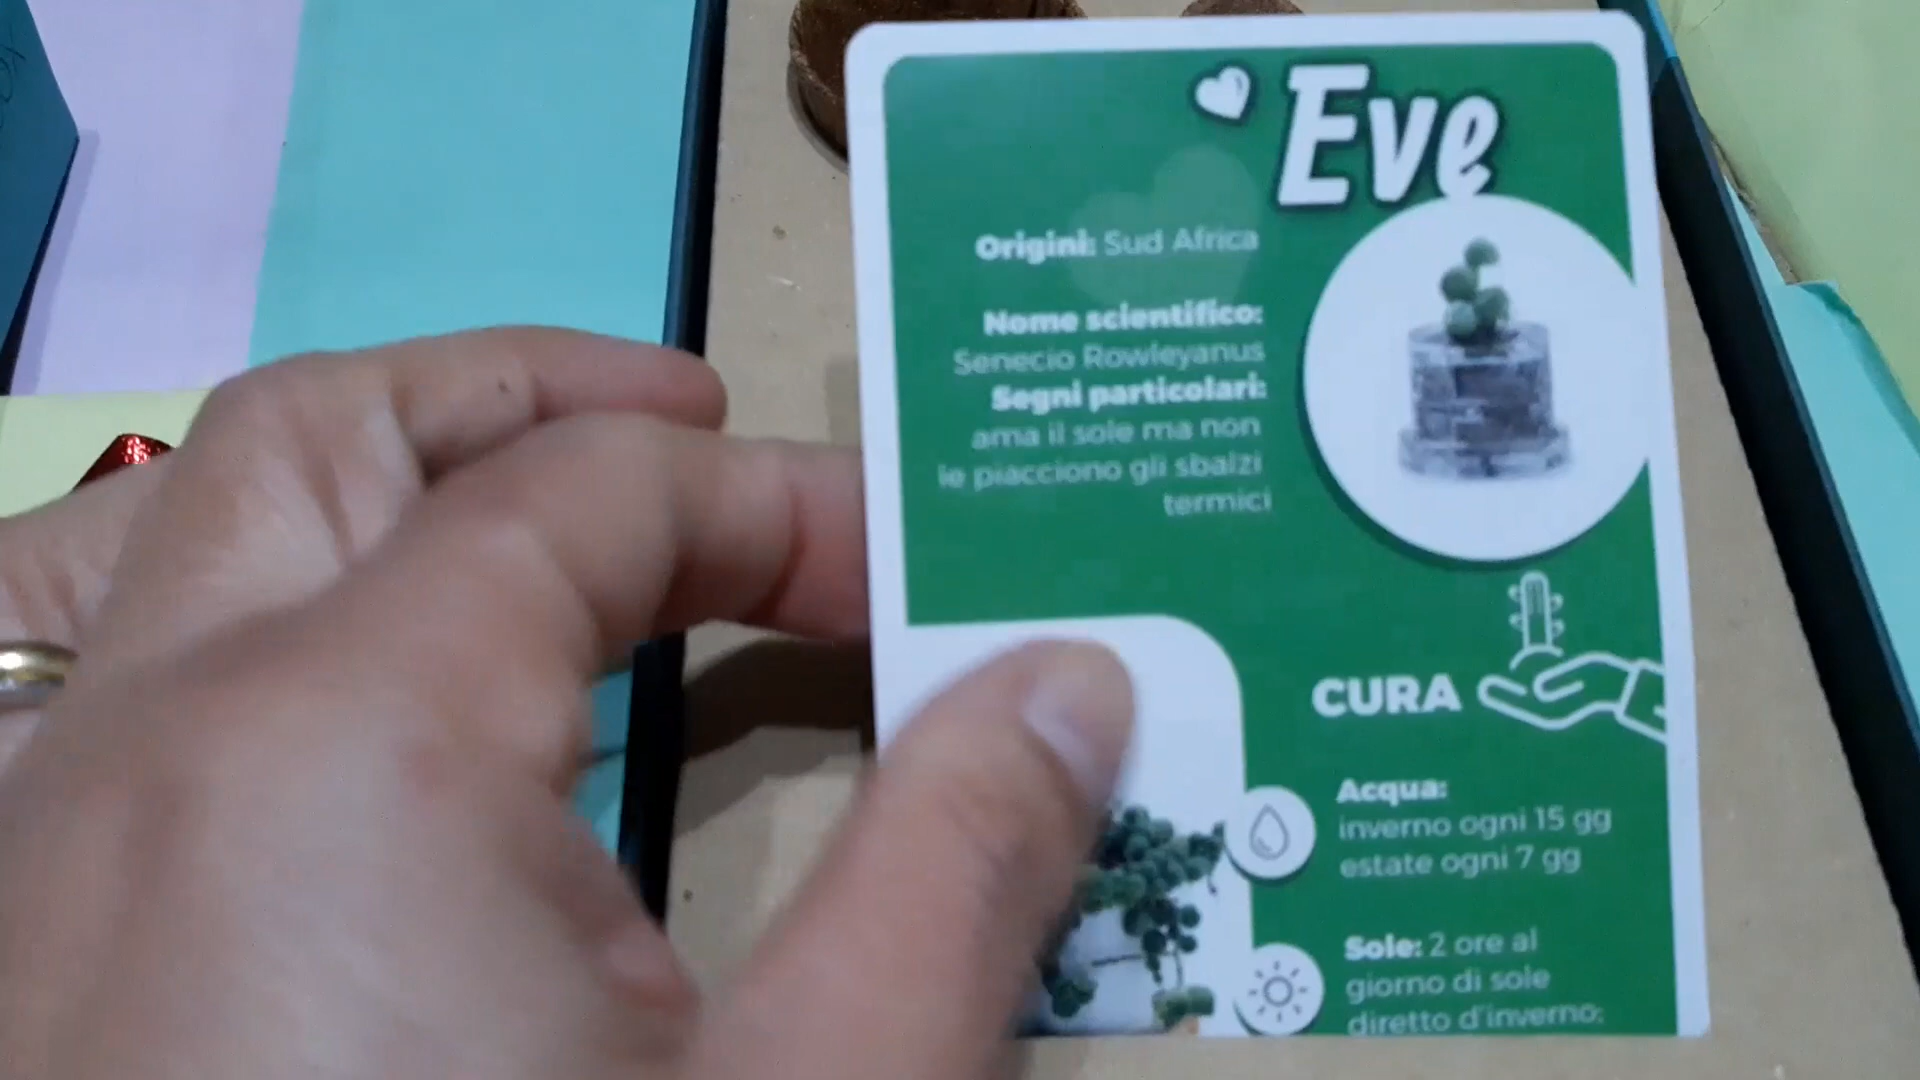 Eve
Origini: Sud Africa
Nome scientifico:
Senecio Rowleyanus
Segni particolari:
ama il sole ma non
le piacciono gli sbalzi
termici
CURA
Acqua:
inverno ogni 15 gg
estate ogni 7 gg
Sole: 2 ore al
giorno di sole
diretto d'inverno;